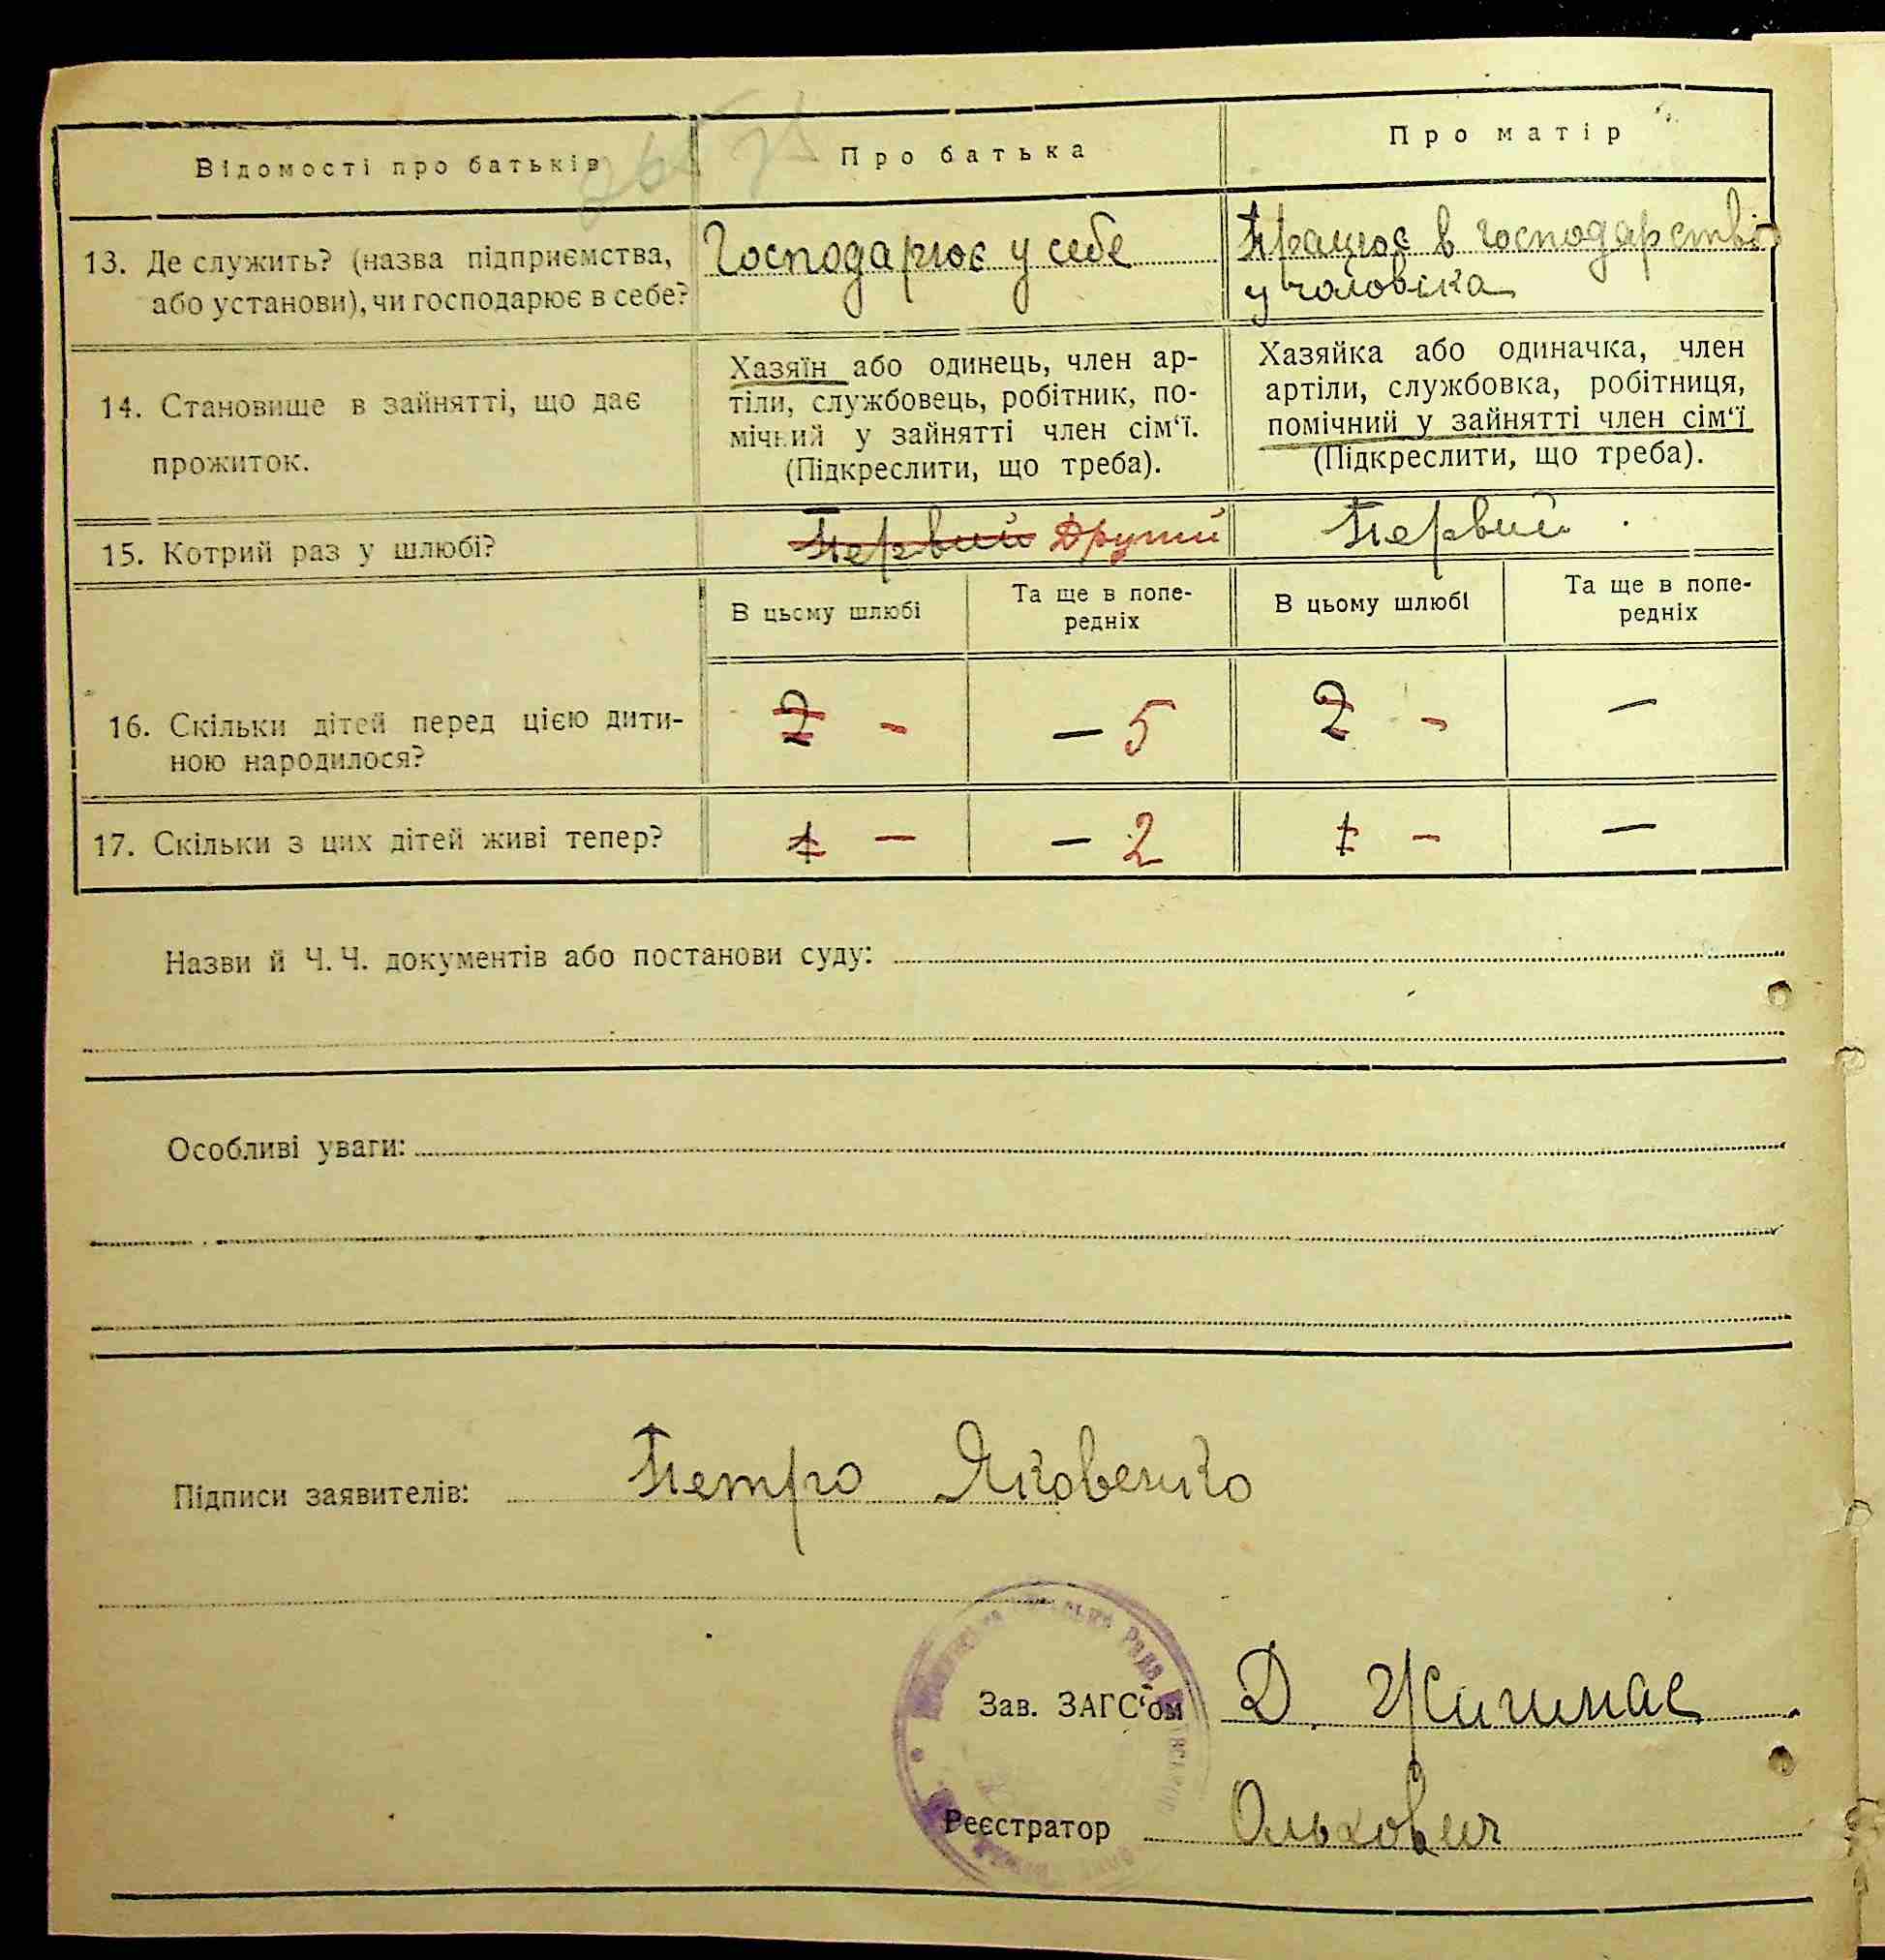 Відомості про батьків
Про батька
Про матір
13. Де служить? (назва підприємства,
або установи), чи господарює в себе?
Господарює у себе
Працює в господарстві
у чоловіка
14. Становище в зайнятті, що дає
прожиток.
Хазяїн або одинець, член ар-
тіли, службовець, робітник, по-
мічний у зайнятті член сім‘ї.
(Підкреслити, що треба).
Хазяйка або одиначка, член
артіли, службовка, робітниця,
помічний у зайнятті член сім‘ї
(Підкреслити, що треба).
15. Котрий раз у шлюбі?
Первий Другий
Первий
В цьому шлюбі
Та ще в попе-
редніх
В цьому шлюбі
Та ще в попе-
редніх
16. Скільки дітей перед цією дити-
ною народилося?
2 -
— 5
2 -
—
17. Скільки з цих дітей живі тепер?
1 —
— 2
1 —
—
Назви й Ч. Ч. документів або постанови суду:
Особливі уваги:
Підписи заявителів:
Петро Яковенко
рада
Зав. ЗАГС‘ом
Д.
Реєстратор
Ольхович